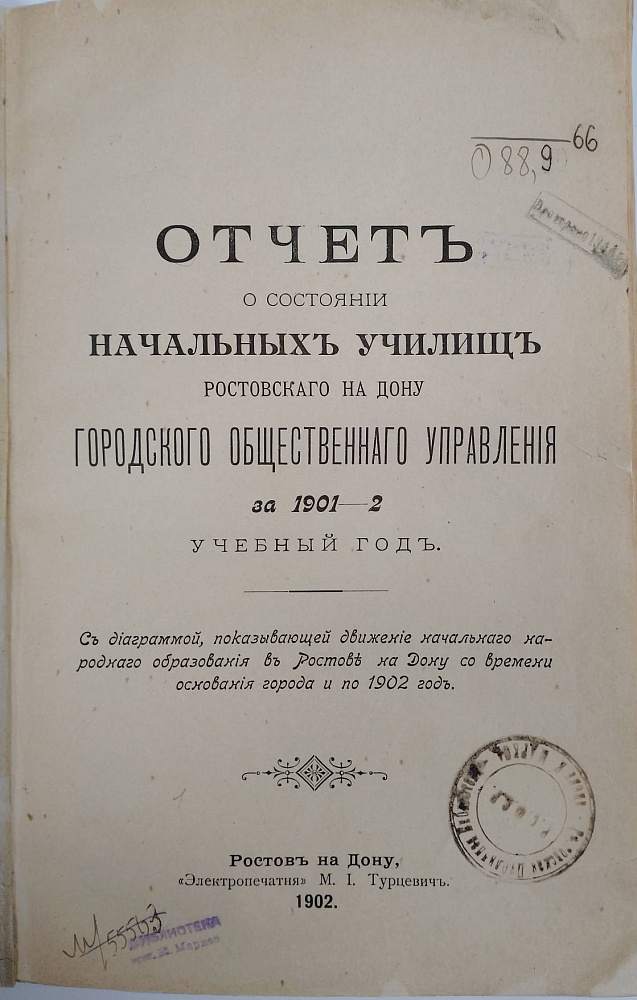 66
88,9
ОТЧЕТЪ
О СОСТОЯНІИ
НАЧАЛЬНЫХЪ УЧИЛИЩЪ
РОСТОВСКАГО НА ДОНУ
ГОРОДСКОГО ОБЩЕСТВЕННАГО УПРАВЛЕНІЯ
за 1901—2
УЧЕБНЫЙ ГОДЪ.
Съ діаграммой, показывающей движеніе начальнаго на-
роднаго образованія въ Ростовѣ на Дону со времени
основанія города и по 1902 годъ.
Ростовъ на Дону,
«Электропечатня» М. І. Турцевичъ.
1902.
БИБЛИОТЕКА